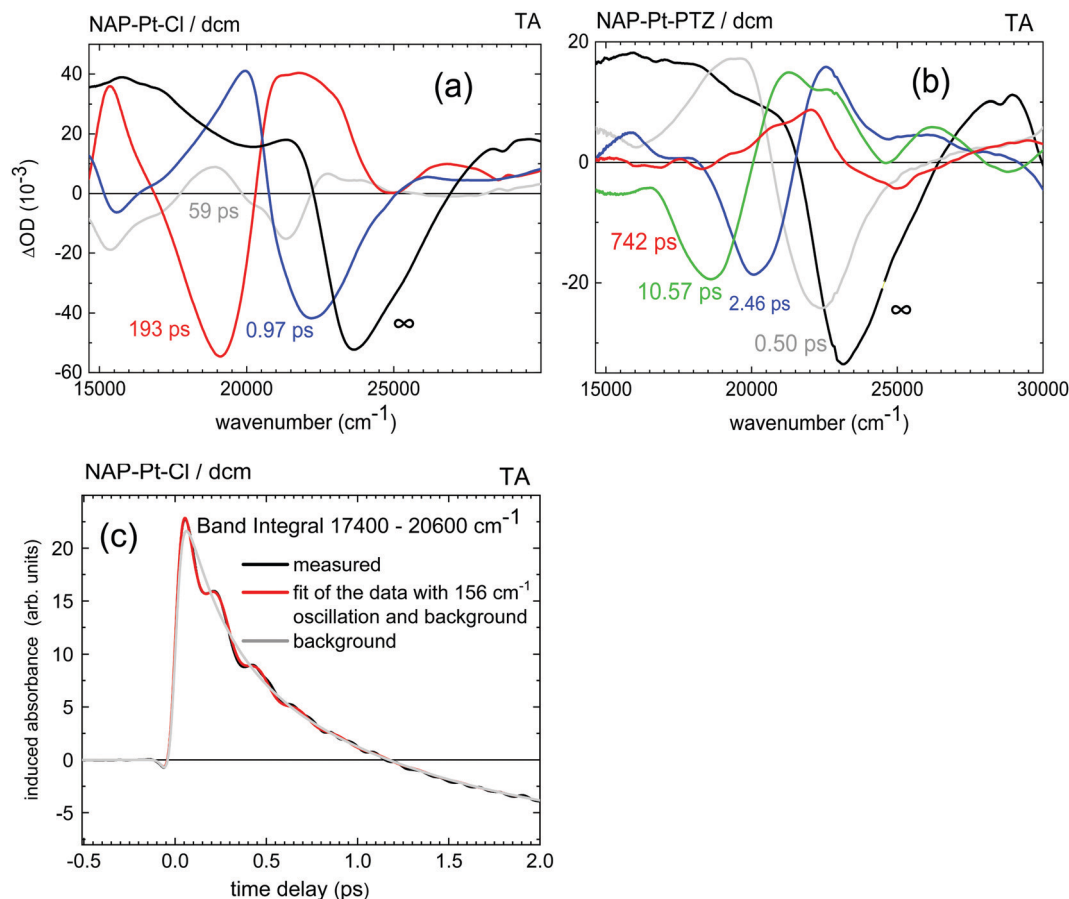 NAP-Pt-Cl / dcm TA
(a)
40
20
0
-20
-40
-60
ΔOD (10-3)
59 ps
193 ps
0.97 ps
∞
15000 20000 25000
wavenumber (cm-1)
NAP-Pt-PTZ / dcm TA
(b)
20
0
-20
742 ps
10.57 ps
2.46 ps
0.50 ps
∞
15000 20000 25000 30000
wavenumber (cm-1)
NAP-Pt-Cl / dcm TA
(c)
Band Integral 17400 - 20600 cm-1
measured
fit of the data with 156 cm-1
oscillation and background
background
20
15
10
5
0
-5
induced absorbance (arb. units)
-0.5 0.0 0.5 1.0 1.5 2.0
time delay (ps)